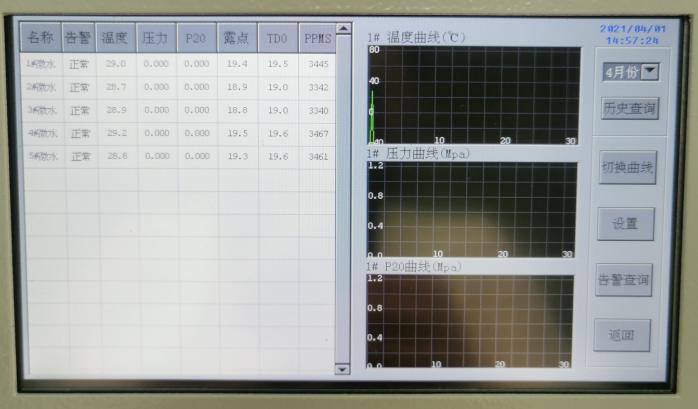 名称 告警 温度 压力 P20 露点 TD0 PPMS
1#微水 正常 29.0 0.000 0.000 19.4 19.5 3445
2#微水 正常 28.7 0.000 0.000 18.9 19.0 3342
3#微水 正常 28.9 0.000 0.000 18.8 19.0 3340
4#微水 正常 29.2 0.000 0.000 19.5 19.6 3467
5#微水 正常 28.8 0.000 0.000 19.3 19.6 3461
1# 温度曲线(℃)
80
40
0
10 20 30
1# 压力曲线(Mpa)
1.2
0.8
0.4
0.0 10 20 30
1# P20曲线(Mpa)
1.2
0.8
0.4
0.0 10 20 30
2021/04/01
14:57:24
4月份
历史查询
切换曲线
设置
告警查询
返回